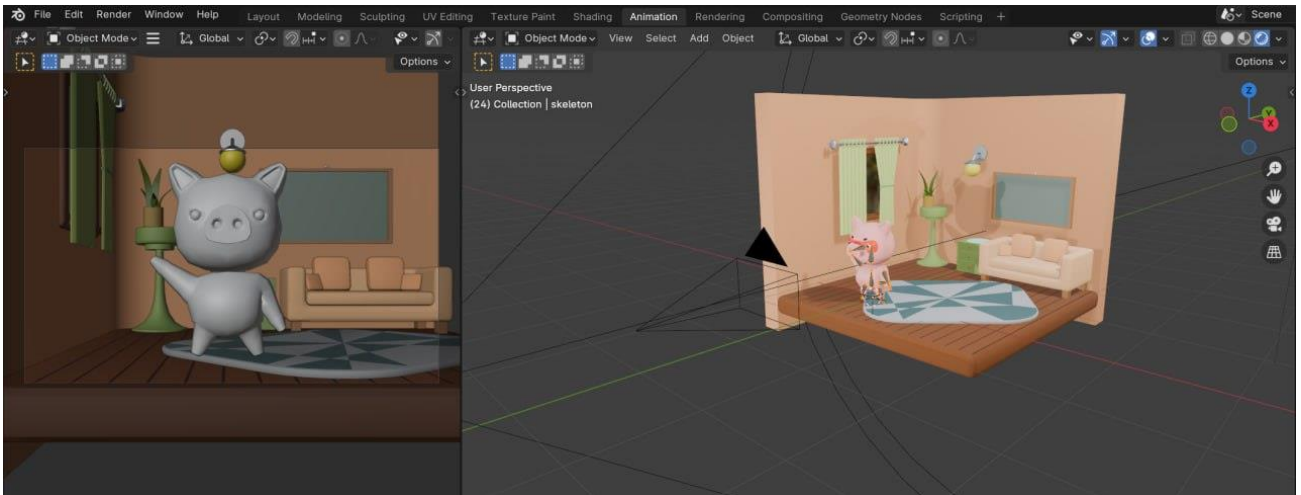 File Edit Render Window Help Layout Modeling Sculpting UV Editing Texture Paint Shading Animation Rendering Compositing Geometry Nodes Scripting + Scene
Object Mode Global
Object Mode View Select Add Object Global
Options
Options
User Perspective
(24) Collection | skeleton
Z
Y
X